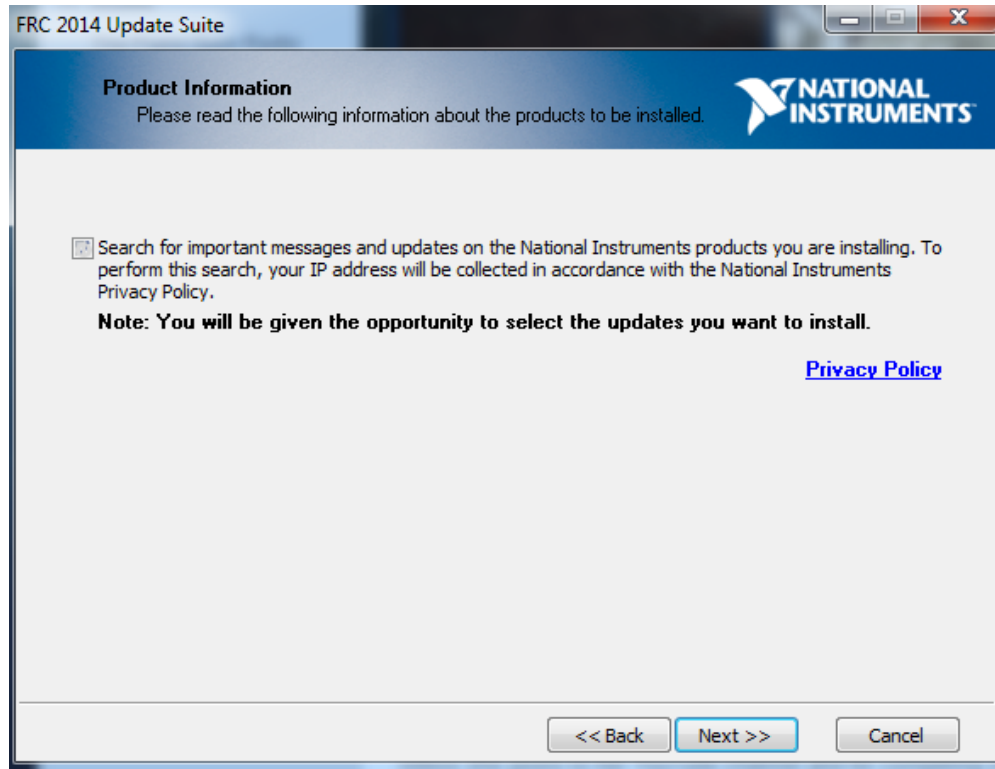 FRC 2014 Update Suite
Product Information
Please read the following information about the products to be installed.
NATIONAL
INSTRUMENTS™
Search for important messages and updates on the National Instruments products you are installing. To
perform this search, your IP address will be collected in accordance with the National Instruments
Privacy Policy.
Note: You will be given the opportunity to select the updates you want to install.
Privacy Policy
<< Back
Next >>
Cancel